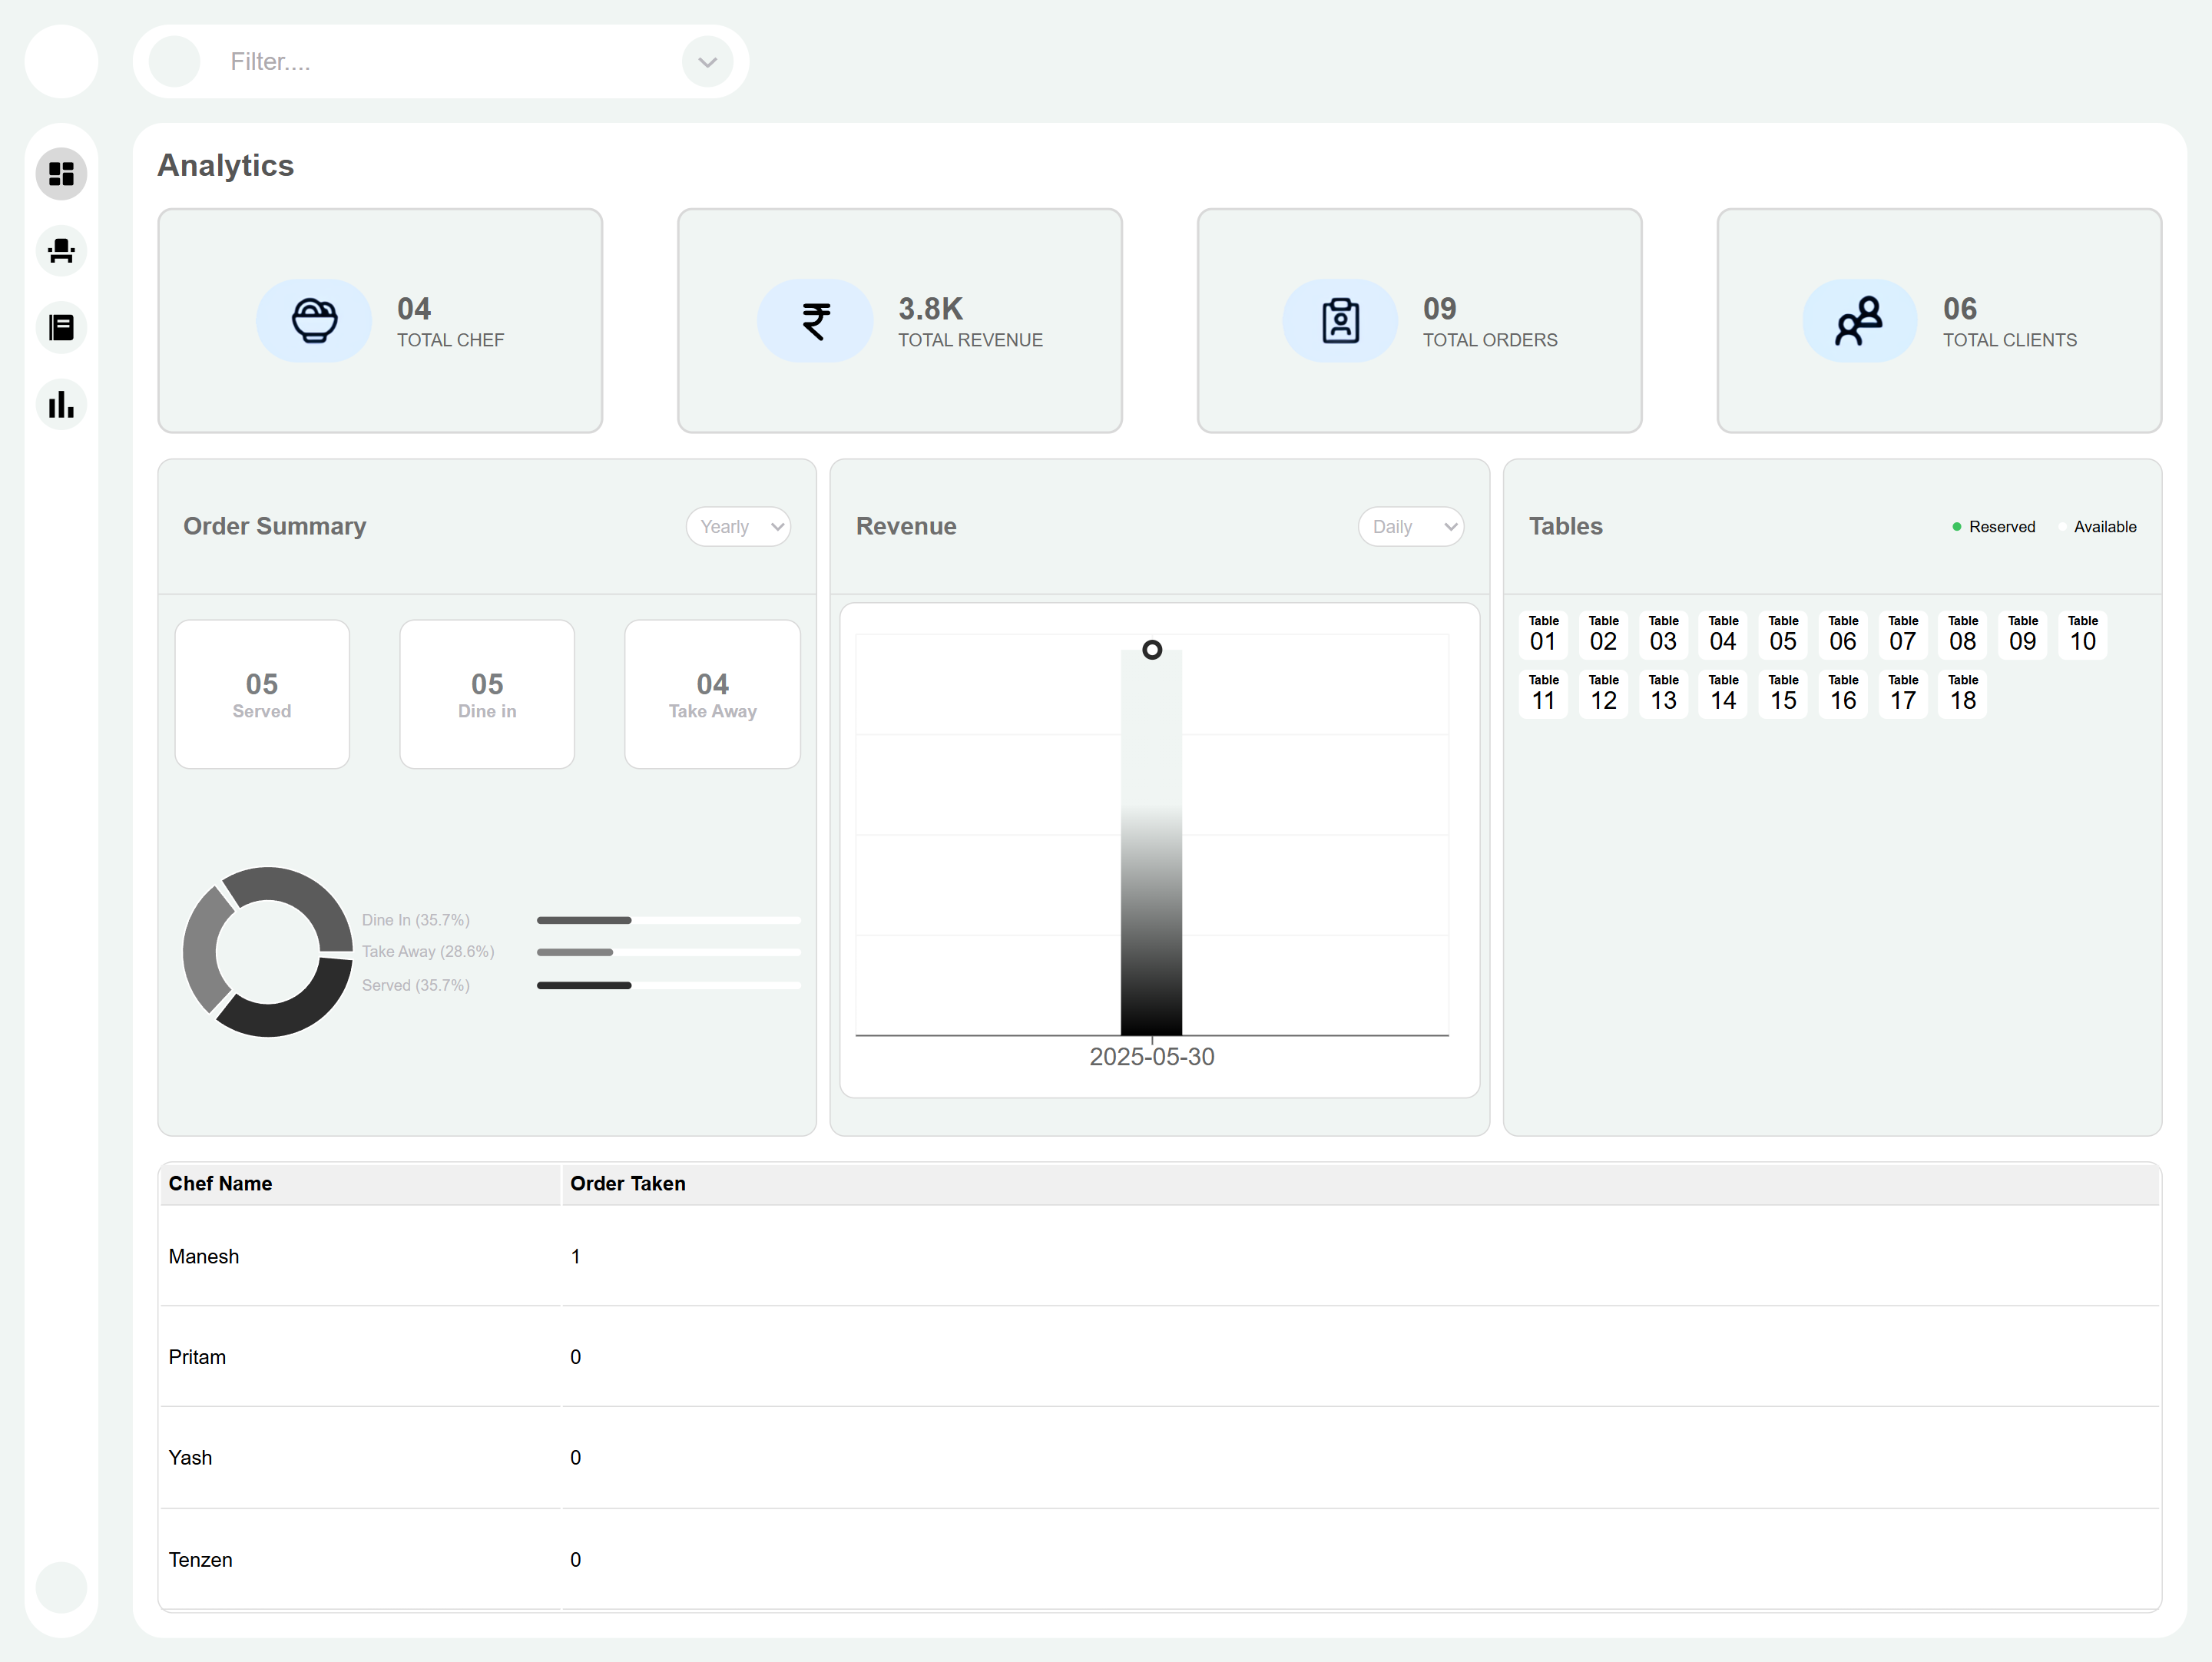 Filter....
Analytics
04
TOTAL CHEF
3.8K
TOTAL REVENUE
09
TOTAL ORDERS
06
TOTAL CLIENTS
Order Summary
Yearly
05
Served
05
Dine in
04
Take Away
Dine In (35.7%)
Take Away (28.6%)
Served (35.7%)
Revenue
Daily
2025-05-30
Tables
Reserved
Available
Table
01
Table
02
Table
03
Table
04
Table
05
Table
06
Table
07
Table
08
Table
09
Table
10
Table
11
Table
12
Table
13
Table
14
Table
15
Table
16
Table
17
Table
18
Chef Name Order Taken
Manesh 1
Pritam 0
Yash 0
Tenzen 0